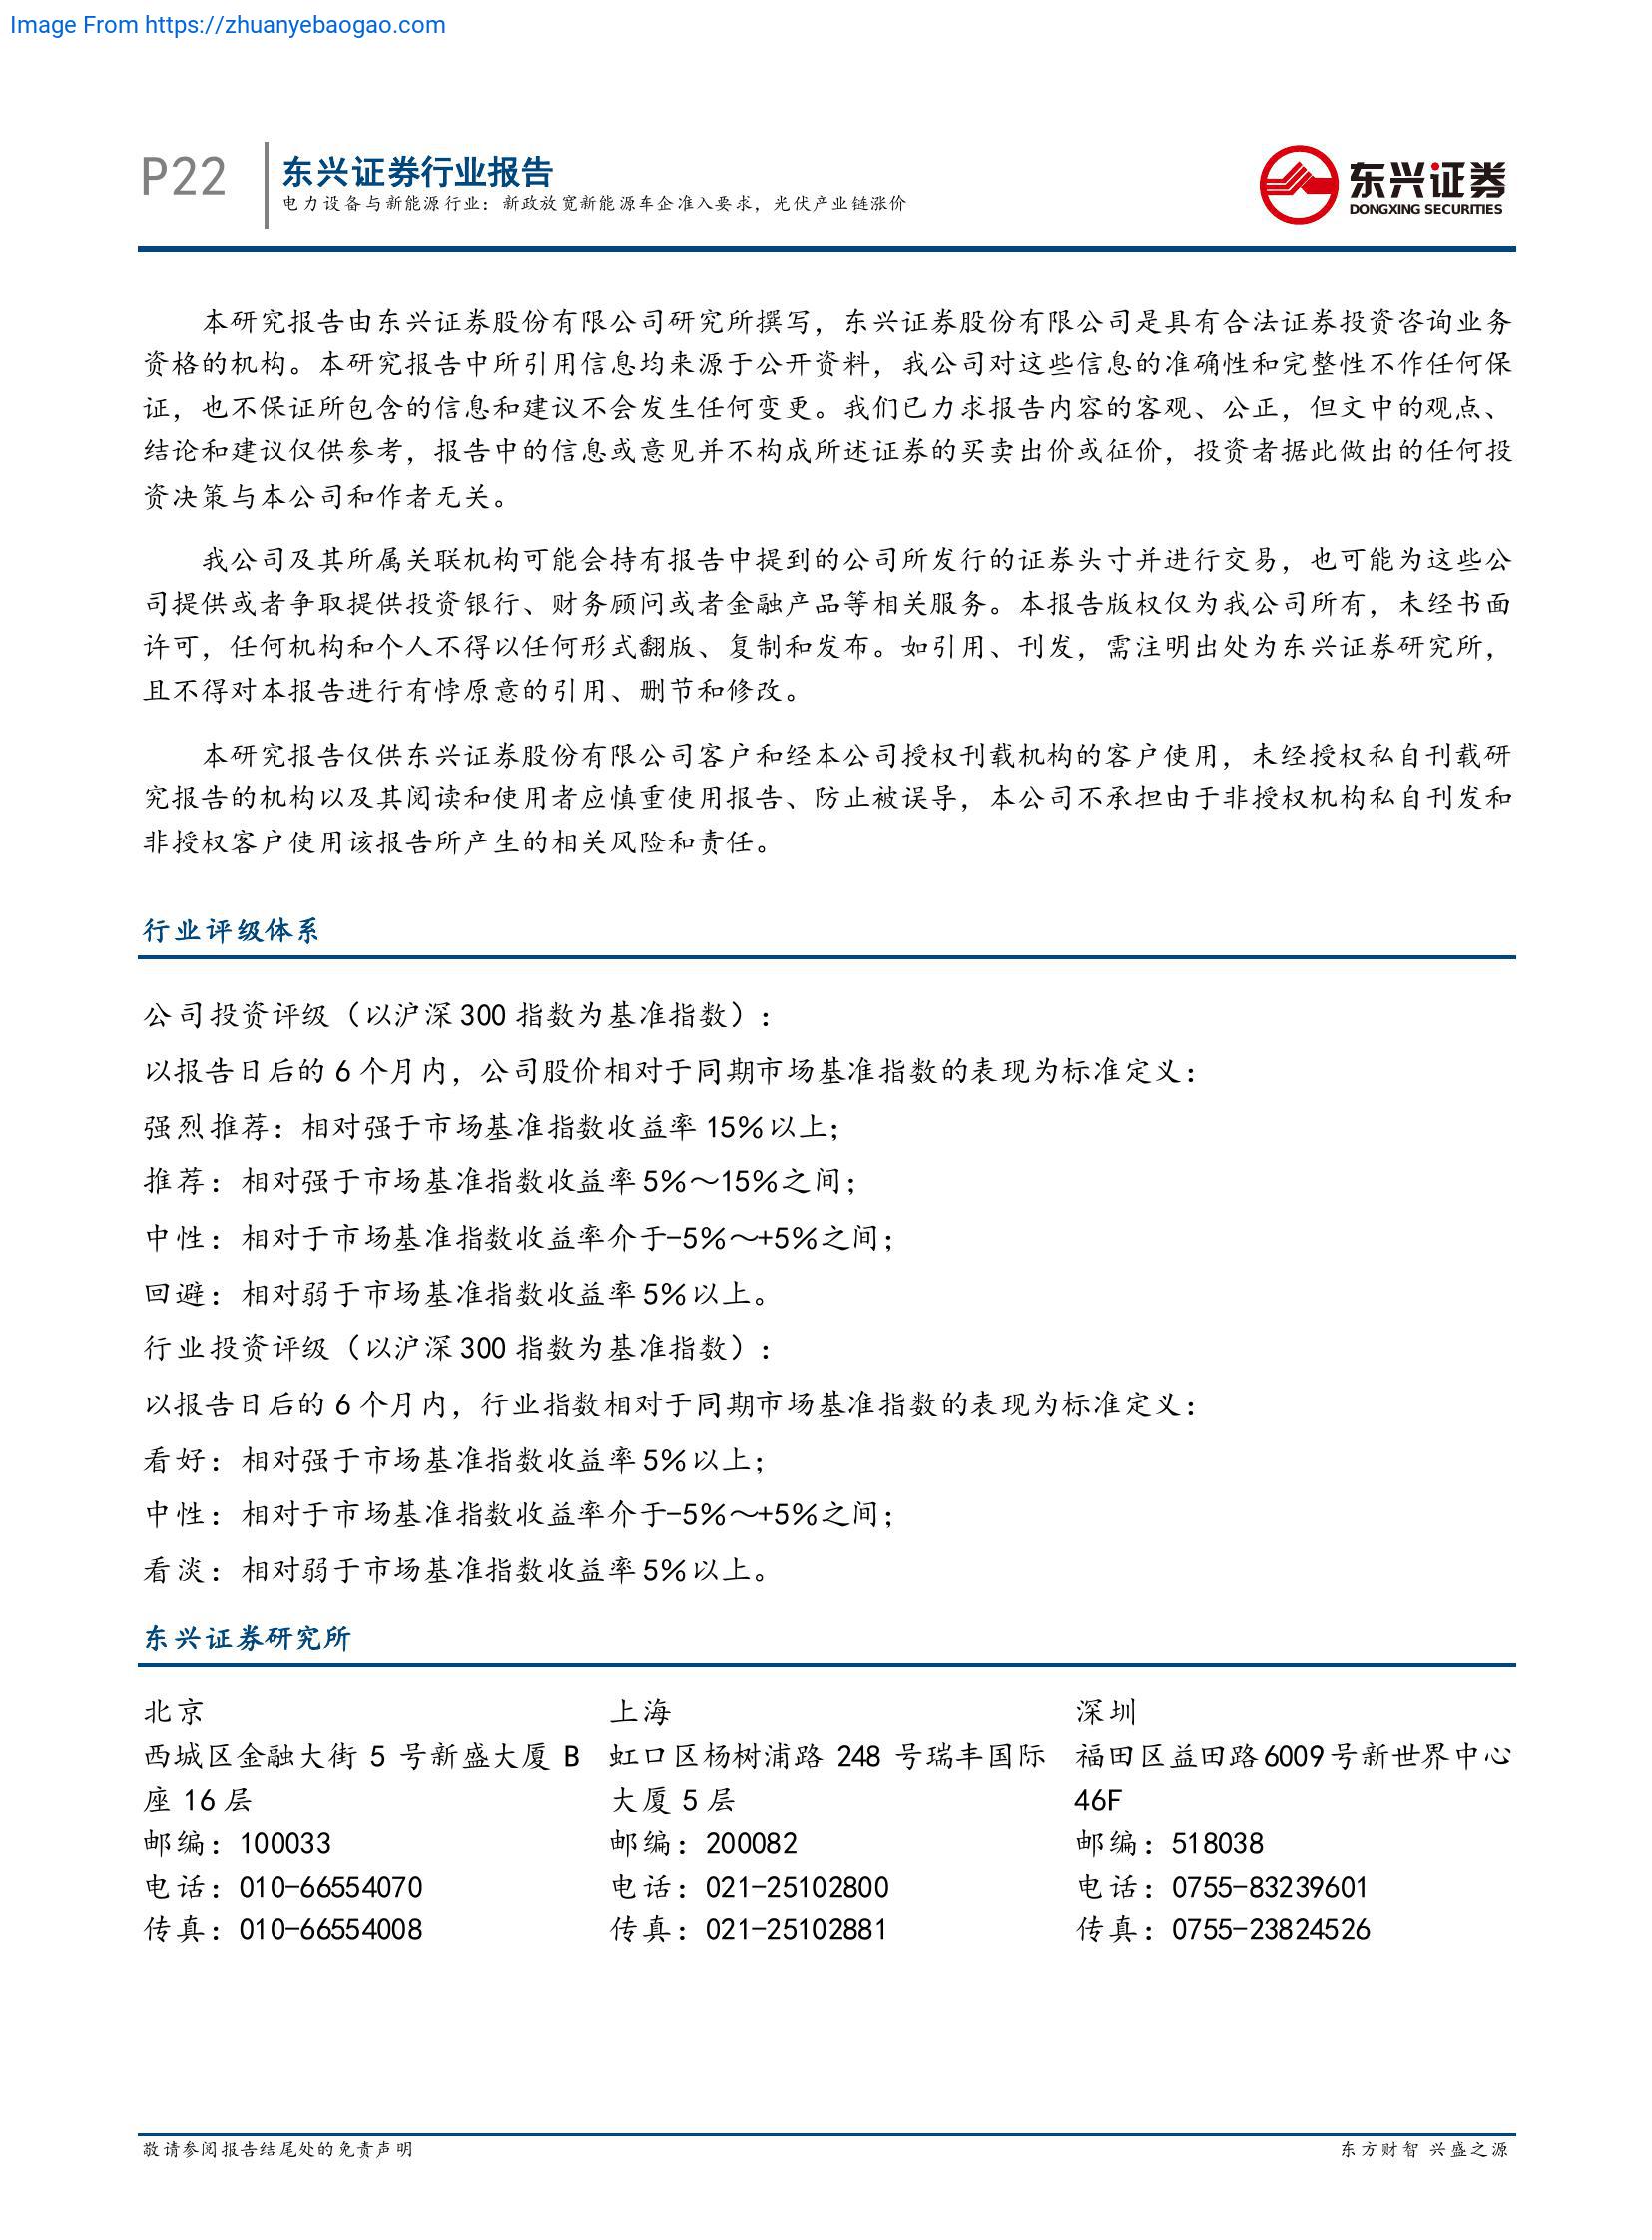 Image From https://zhuanyebaogao.com
P22
东兴证券行业报告
电力设备与新能源行业：新政放宽新能源车企准入要求，光伏产业链涨价
东兴证券
DONGXING SECURITIES
本研究报告由东兴证券股份有限公司研究所撰写，东兴证券股份有限公司是具有合法证券投资咨询业务
资格的机构。本研究报告中所引用信息均来源于公开资料，我公司对这些信息的准确性和完整性不作任何保
证，也不保证所包含的信息和建议不会发生任何变更。我们已力求报告内容的客观、公正，但文中的观点、
结论和建议仅供参考，报告中的信息或意见并不构成所述证券的买卖出价或征价，投资者据此做出的任何投
资决策与本公司和作者无关。
我公司及其所属关联机构可能会持有报告中提到的公司所发行的证券头寸并进行交易，也可能为这些公
司提供或者争取提供投资银行、财务顾问或者金融产品等相关服务。本报告版权仅为我公司所有，未经书面
许可，任何机构和个人不得以任何形式翻版、复制和发布。如引用、刊发，需注明出处为东兴证券研究所，
且不得对本报告进行有悖原意的引用、删节和修改。
本研究报告仅供东兴证券股份有限公司客户和经本公司授权刊载机构的客户使用，未经授权私自刊载研
究报告的机构以及其阅读和使用者应慎重使用报告、防止被误导，本公司不承担由于非授权机构私自刊发和
非授权客户使用该报告所产生的相关风险和责任。
行业评级体系
公司投资评级（以沪深 300 指数为基准指数）：
以报告日后的 6 个月内，公司股价相对于同期市场基准指数的表现为标准定义：
强烈推荐：相对强于市场基准指数收益率 15％以上；
推荐：相对强于市场基准指数收益率 5％～15％之间；
中性：相对于市场基准指数收益率介于-5％～+5％之间；
回避：相对弱于市场基准指数收益率 5％以上。
行业投资评级（以沪深 300 指数为基准指数）：
以报告日后的 6 个月内，行业指数相对于同期市场基准指数的表现为标准定义：
看好：相对强于市场基准指数收益率 5％以上；
中性：相对于市场基准指数收益率介于-5％～+5％之间；
看淡：相对弱于市场基准指数收益率 5％以上。
东兴证券研究所
北京
西城区金融大街 5 号新盛大厦 B
座 16 层
邮编：100033
电话：010-66554070
传真：010-66554008
上海
虹口区杨树浦路 248 号瑞丰国际
大厦 5 层
邮编：200082
电话：021-25102800
传真：021-25102881
深圳
福田区益田路6009号新世界中心
46F
邮编：518038
电话：0755-83239601
传真：0755-23824526
敬请参阅报告结尾处的免责声明
东方财智 兴盛之源